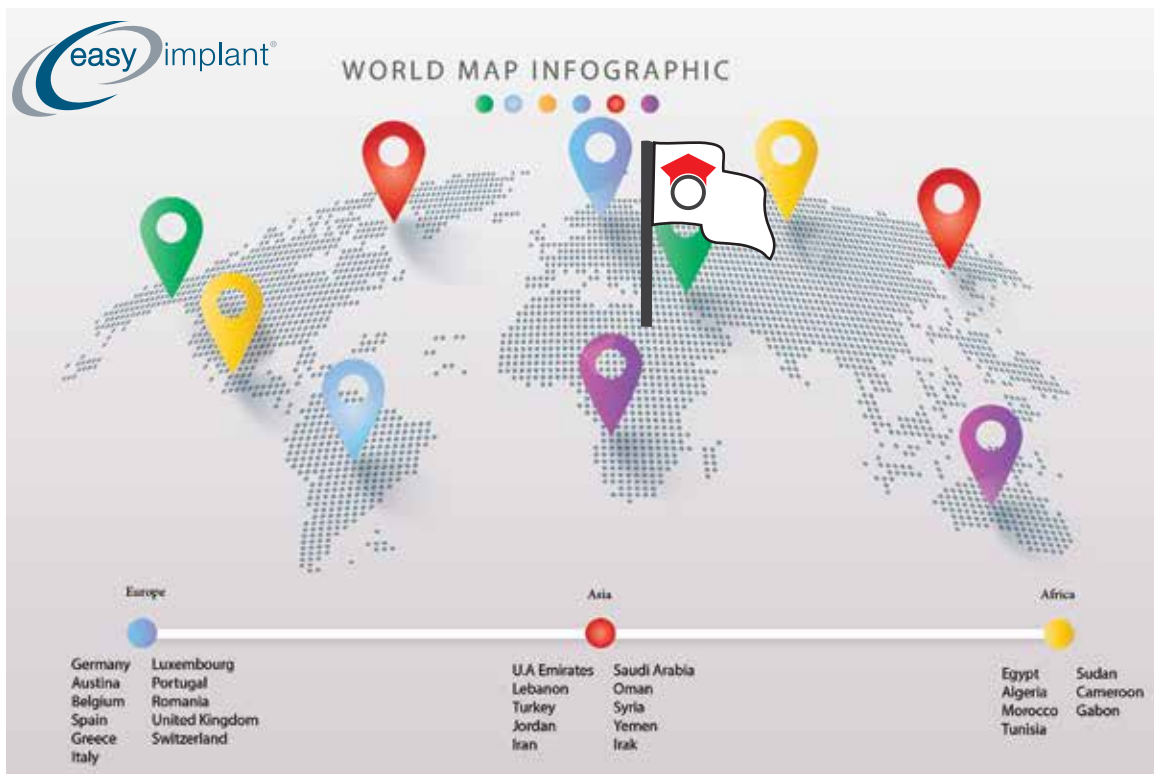 easy implant®
WORLD MAP INFOGRAPHIC
Europe
Germany
Austina
Belgium
Spain
Greece
Italy
Luxembourg
Portugal
Romania
United Kingdom
Switzerland
Asia
U.A Emirates
Lebanon
Turkey
Jordan
Iran
Saudi Arabia
Oman
Syria
Yemen
Irak
Africa
Egypt
Algeria
Morocco
Tunisia
Sudan
Cameroon
Gabon